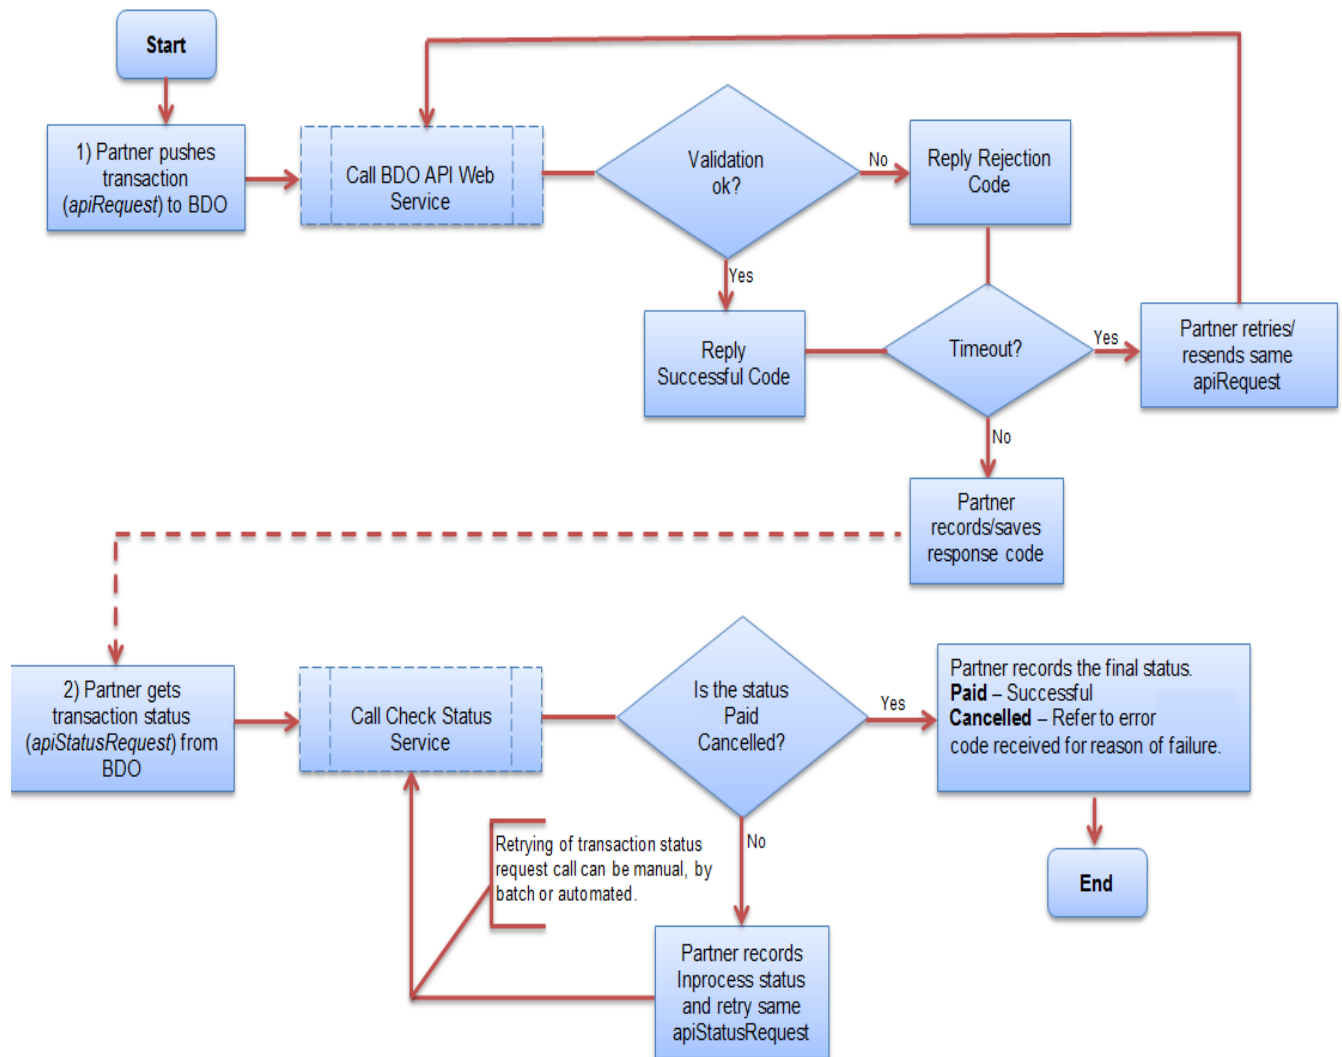 Start
1) Partner pushes
transaction
(apiRequest) to BDO
Call BDO API Web
Service
Validation
ok?
No
Reply Rejection
Code
Yes
Reply
Successful Code
Timeout?
Yes
Partner retries/
resends same
apiRequest
No
Partner
records/saves
response code
2) Partner gets
transaction status
(apiStatusRequest) from
BDO
Call Check Status
Service
Is the status
Paid
Cancelled?
Yes
Partner records the final status.
Paid – Successful
Cancelled – Refer to error
code received for reason of failure.
No
Retrying of transaction status
request call can be manual, by
batch or automated.
End
Partner records
Inprocess status
and retry same
apiStatusRequest